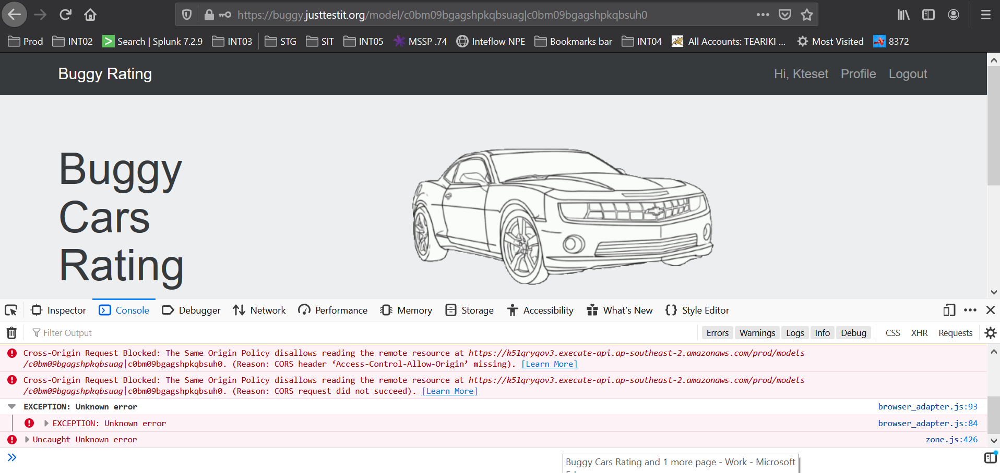 https://buggy.justtestit.org/model/c0bm09bgagshpkqbsuag|c0bm09bgagshpkqbsuh0
Prod INT02 Search | Splunk 7.2.9 INT03 STG SIT INT05 MSSP .74 Inteflow NPE Bookmarks bar INT04 All Accounts: TEARIKI ... Most Visited 8372
Buggy Rating Hi, Kteset Profile Logout
Buggy
Cars
Rating
Inspector Console Debugger Network Performance Memory Storage Accessibility What's New Style Editor
Filter Output Errors Warnings Logs Info Debug CSS XHR Requests
Cross-Origin Request Blocked: The Same Origin Policy disallows reading the remote resource at https://k51qryqov3.execute-api.ap-southeast-2.amazonaws.com/prod/models
/c0bm09bgagshpkqbsuag|c0bm09bgagshpkqbsuh0. (Reason: CORS header ‘Access-Control-Allow-Origin’ missing). [Learn More]
Cross-Origin Request Blocked: The Same Origin Policy disallows reading the remote resource at https://k51qryqov3.execute-api.ap-southeast-2.amazonaws.com/prod/models
/c0bm09bgagshpkqbsuag|c0bm09bgagshpkqbsuh0. (Reason: CORS request did not succeed). [Learn More]
EXCEPTION: Unknown error browser_adapter.js:93
EXCEPTION: Unknown error browser_adapter.js:84
Uncaught Unknown error zone.js:426
Buggy Cars Rating and 1 more page - Work - Microsoft